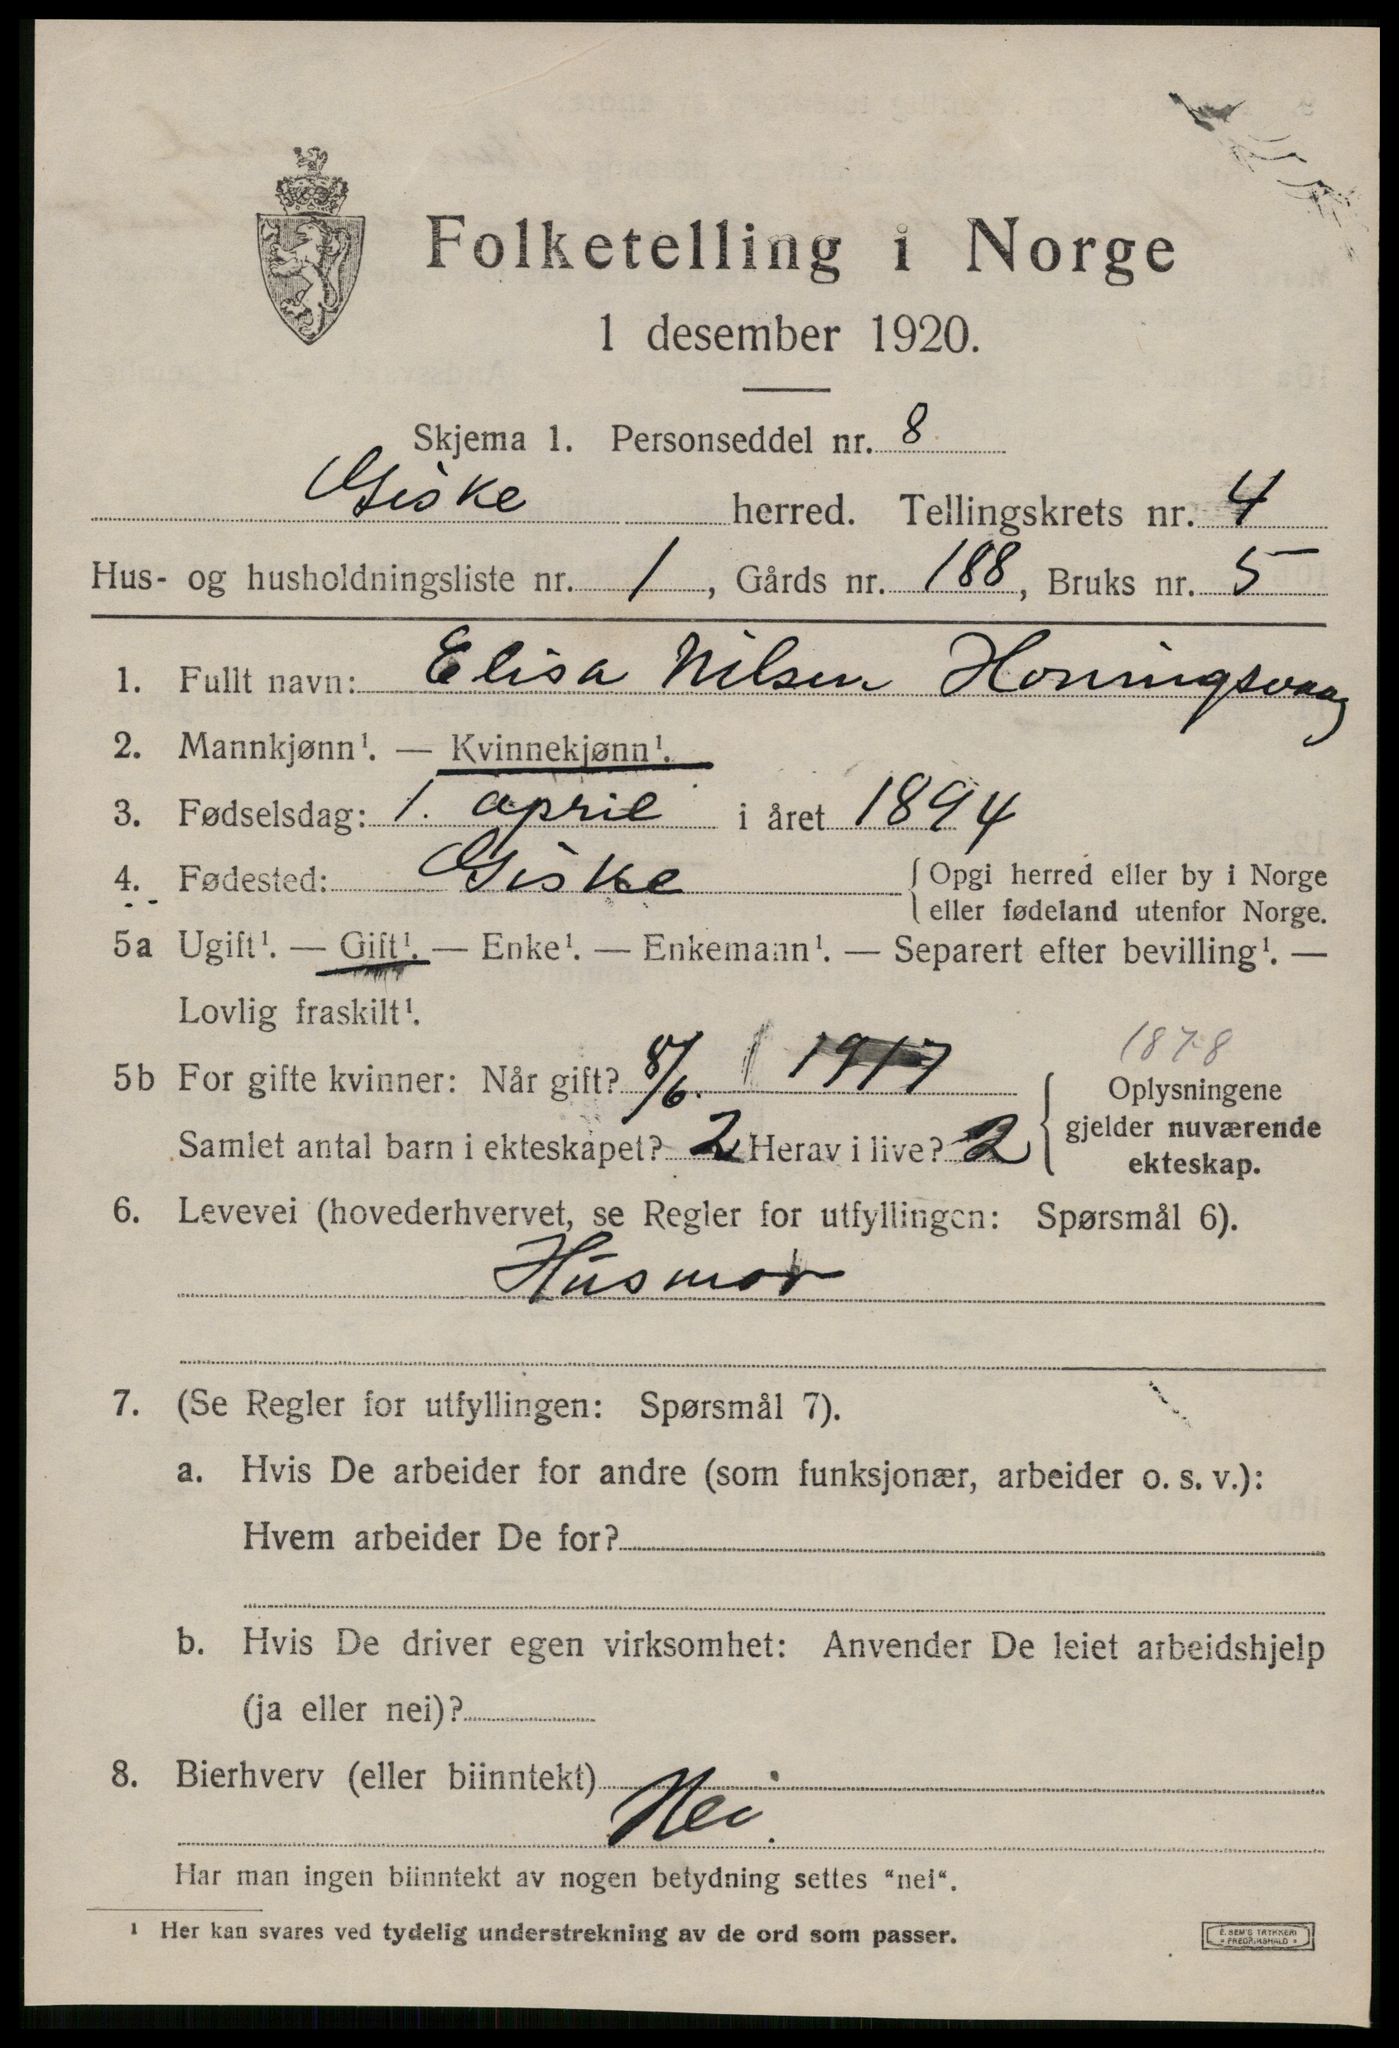 Folketelling i Norge
1 desember 1920.
Skjema 1. Personseddel nr. 8
Giske herred. Tellingskrets nr. 4
Hus- og husholdningsliste nr. 1, Gårds nr. 188, Bruks nr. 5
1. Fullt navn: Elisa Nilsen Honingsvaag
2. Mannkjønn¹. — Kvinnekjønn¹.
3. Fødselsdag: 1. april i året 1894
4. Fødested: Giske { Opgi herred eller by i Norge
eller fødeland utenfor Norge.
5a Ugift¹. — Gift¹. — Enke¹. — Enkemann¹. — Separert efter bevilling¹. —
Lovlig fraskilt¹.
1878
5b For gifte kvinner: Når gift? 8/6. 1917 Oplysningene
gjelder nuværende
Samlet antal barn i ekteskapet? 2 Herav i live? 2 ekteskap.
6. Levevei (hovederhvervet, se Regler for utfyllingen: Spørsmål 6).
Husmor
7. (Se Regler for utfyllingen: Spørsmål 7).
a. Hvis De arbeider for andre (som funksjonær, arbeider o. s. v.):
Hvem arbeider De for?
b. Hvis De driver egen virksomhet: Anvender De leiet arbeidshjelp
(ja eller nei)?
8. Bierhverv (eller biinntekt)
Nei.
Har man ingen biinntekt av nogen betydning settes "nei".
¹ Her kan svares ved tydelig understrekning av de ord som passer.
E. SEM'S TRYKKERI
FREDRIKSHALD